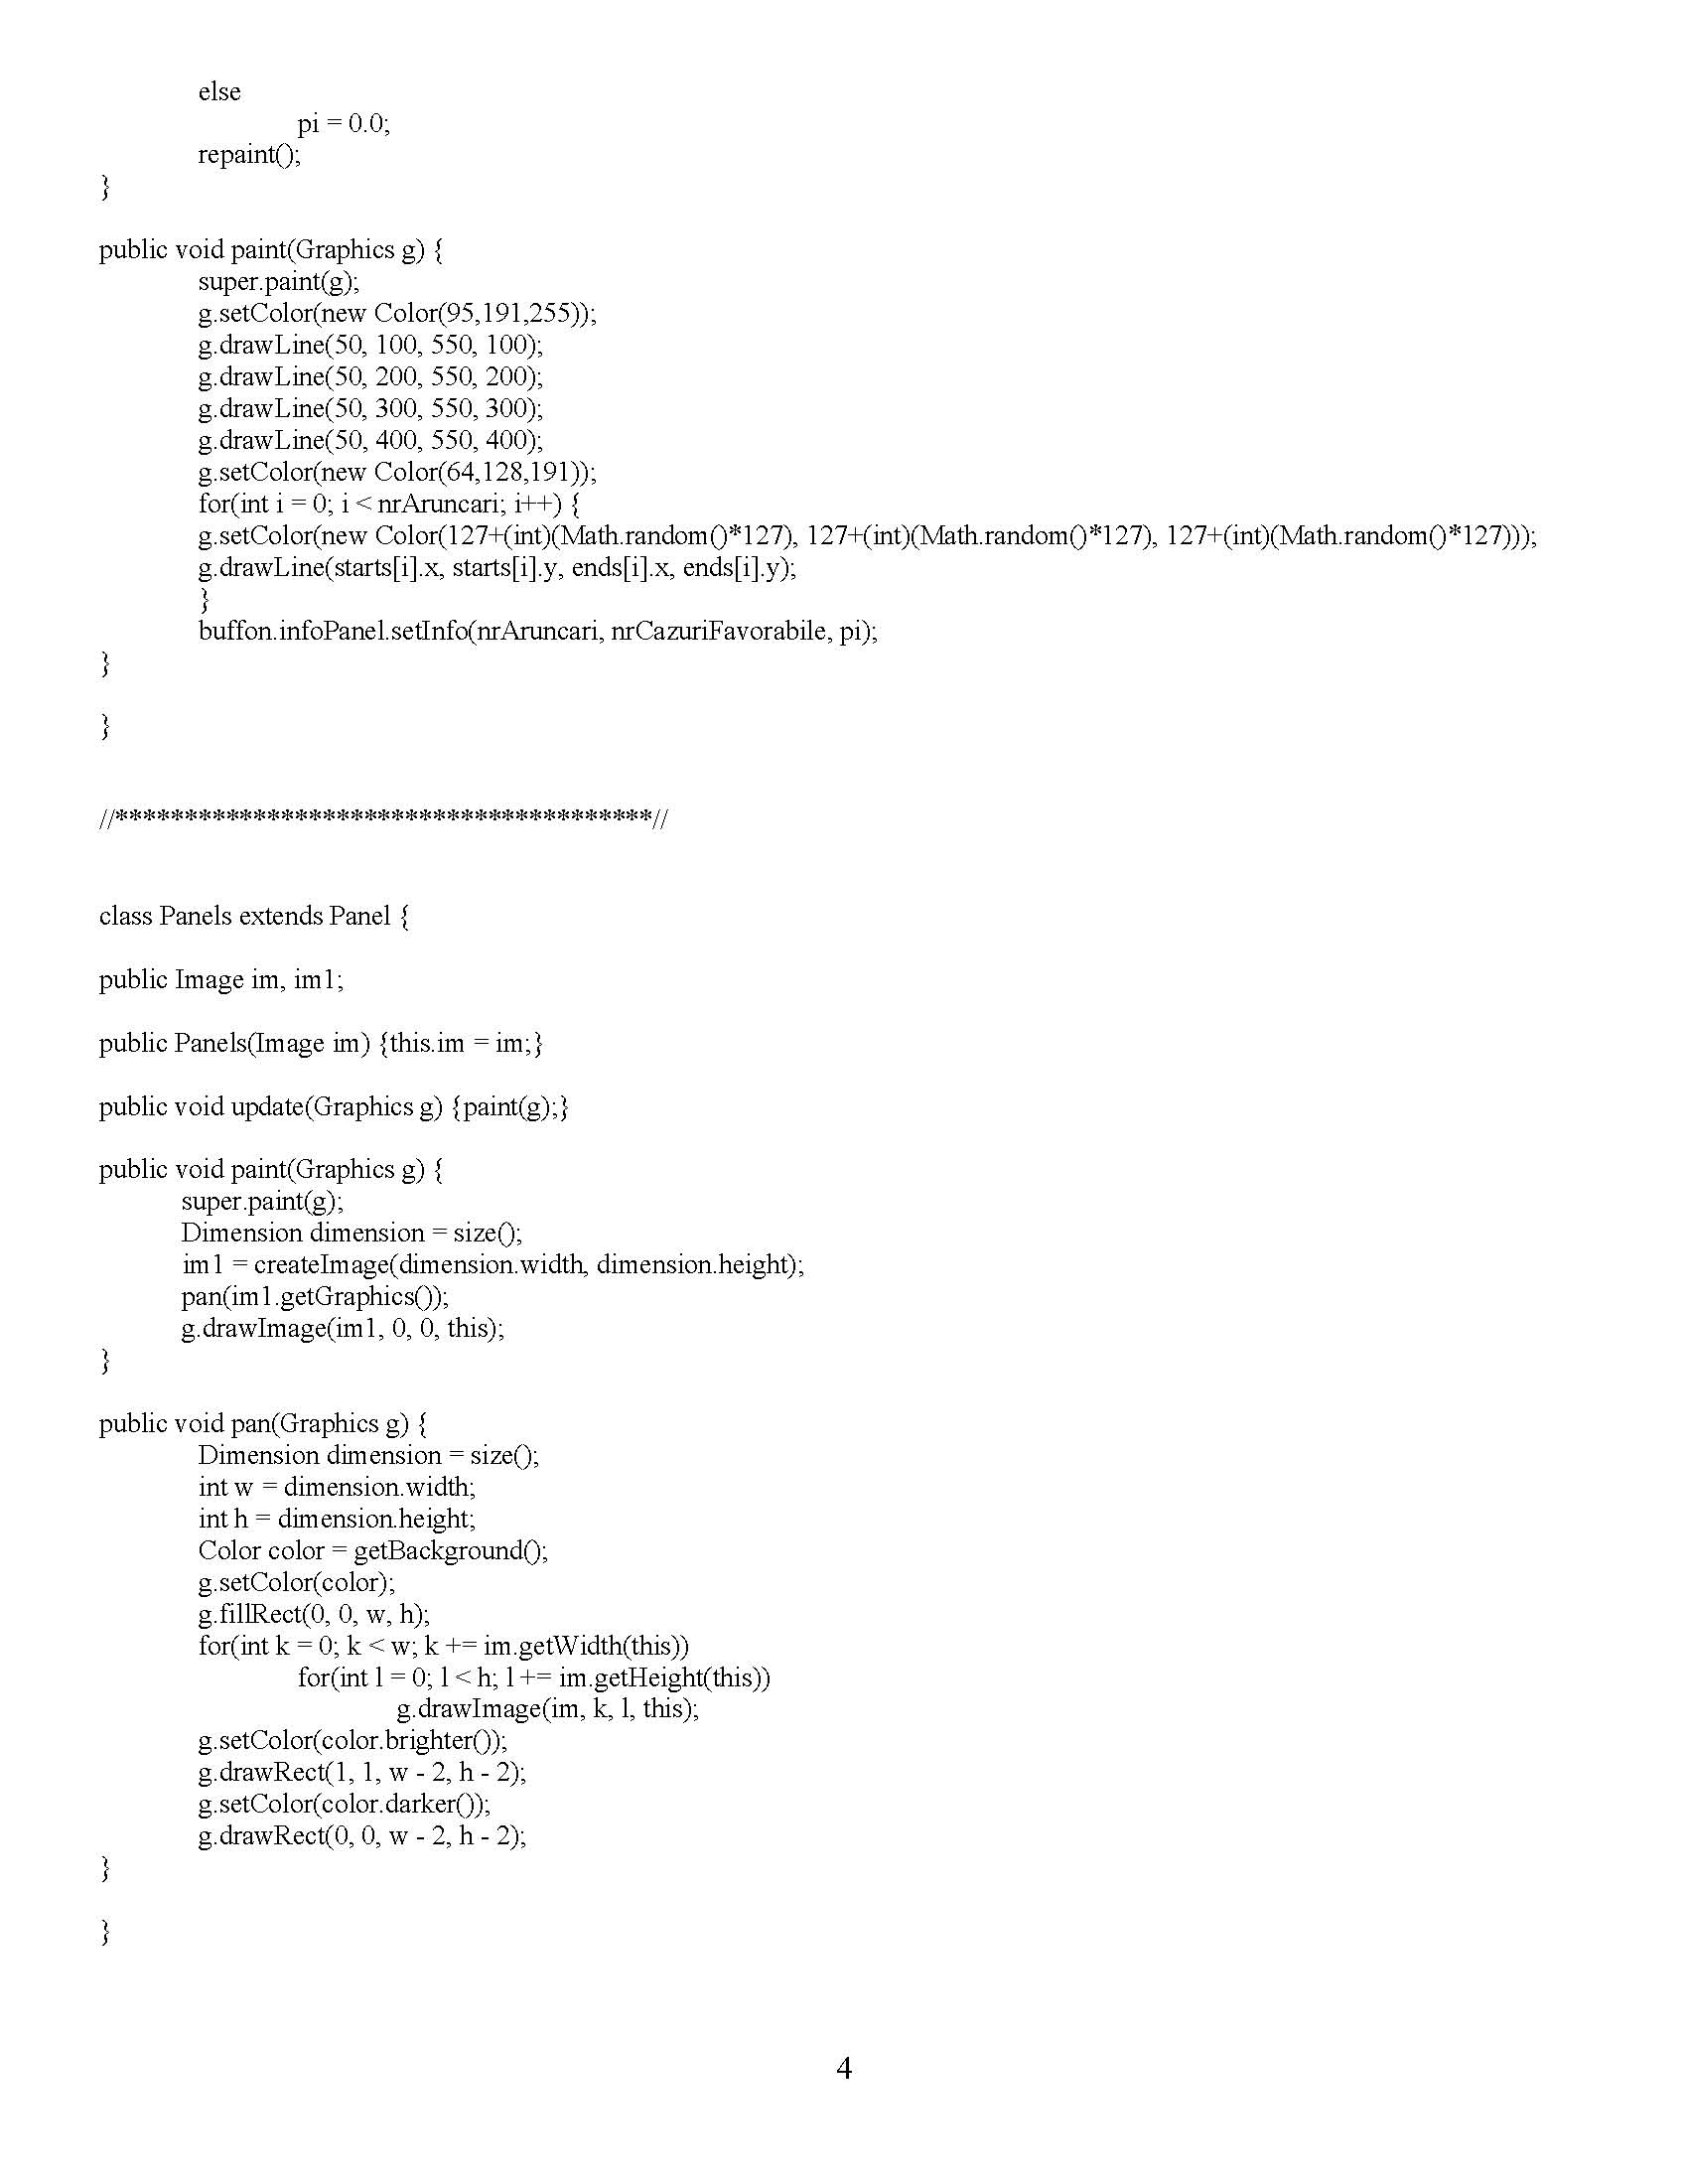 else
pi = 0.0;
repaint();
}
public void paint(Graphics g) {
super.paint(g);
g.setColor(new Color(95,191,255));
g.drawLine(50, 100, 550, 100);
g.drawLine(50, 200, 550, 200);
g.drawLine(50, 300, 550, 300);
g.drawLine(50, 400, 550, 400);
g.setColor(new Color(64,128,191));
for(int i = 0; i < nrAruncari; i++) {
g.setColor(new Color(127+(int)(Math.random()*127), 127+(int)(Math.random()*127), 127+(int)(Math.random()*127)));
g.drawLine(starts[i].x, starts[i].y, ends[i].x, ends[i].y);
}
buffon.infoPanel.setInfo(nrAruncari, nrCazuriFavorabile, pi);
}
}
//***************************************//
class Panels extends Panel {
public Image im, im1;
public Panels(Image im) {this.im = im;}
public void update(Graphics g) {paint(g);}
public void paint(Graphics g) {
super.paint(g);
Dimension dimension = size();
im1 = createImage(dimension.width, dimension.height);
pan(im1.getGraphics());
g.drawImage(im1, 0, 0, this);
}
public void pan(Graphics g) {
Dimension dimension = size();
int w = dimension.width;
int h = dimension.height;
Color color = getBackground();
g.setColor(color);
g.fillRect(0, 0, w, h);
for(int k = 0; k < w; k += im.getWidth(this))
for(int l = 0; l < h; l += im.getHeight(this))
g.drawImage(im, k, l, this);
g.setColor(color.brighter());
g.drawRect(1, 1, w - 2, h - 2);
g.setColor(color.darker());
g.drawRect(0, 0, w - 2, h - 2);
}
}
4